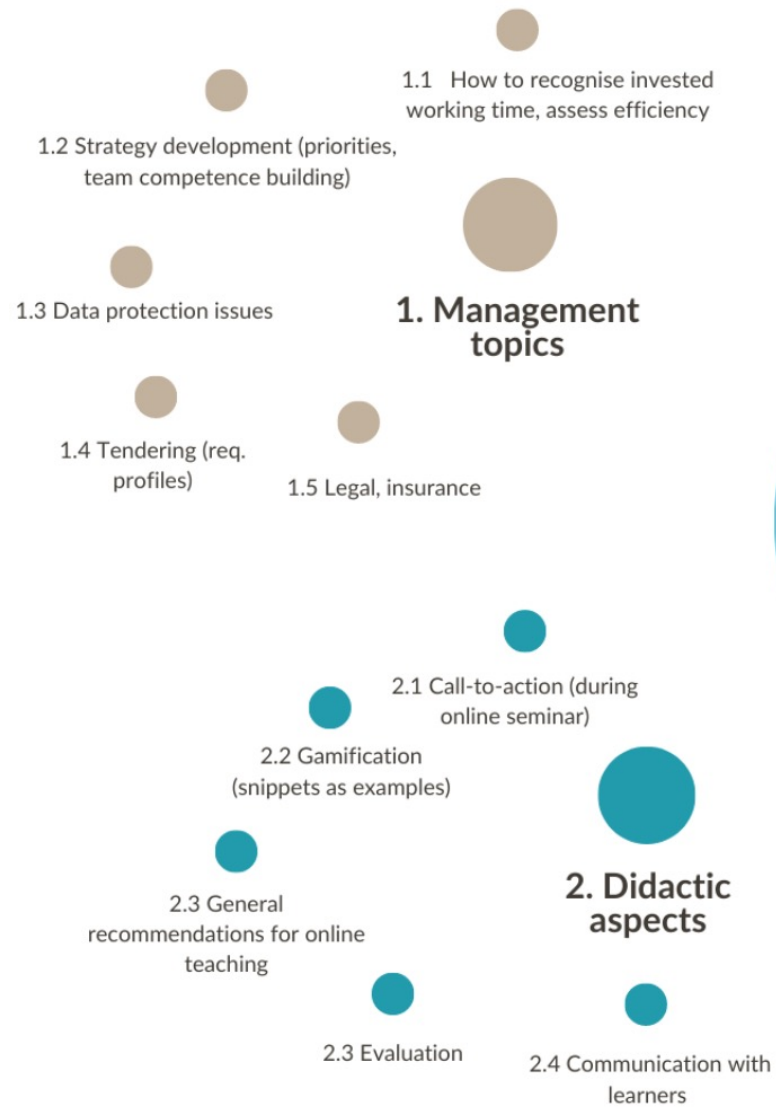 1.1 How to recognise invested
working time, assess efficiency
1.2 Strategy development (priorities,
team competence building)
1. Management
topics
1.3 Data protection issues
1.4 Tendering (req.
profiles)
1.5 Legal, insurance
2.1 Call-to-action (during
online seminar)
2.2 Gamification
(snippets as examples)
2. Didactic
aspects
2.3 General
recommendations for online
teaching
2.3 Evaluation
2.4 Communication with
learners